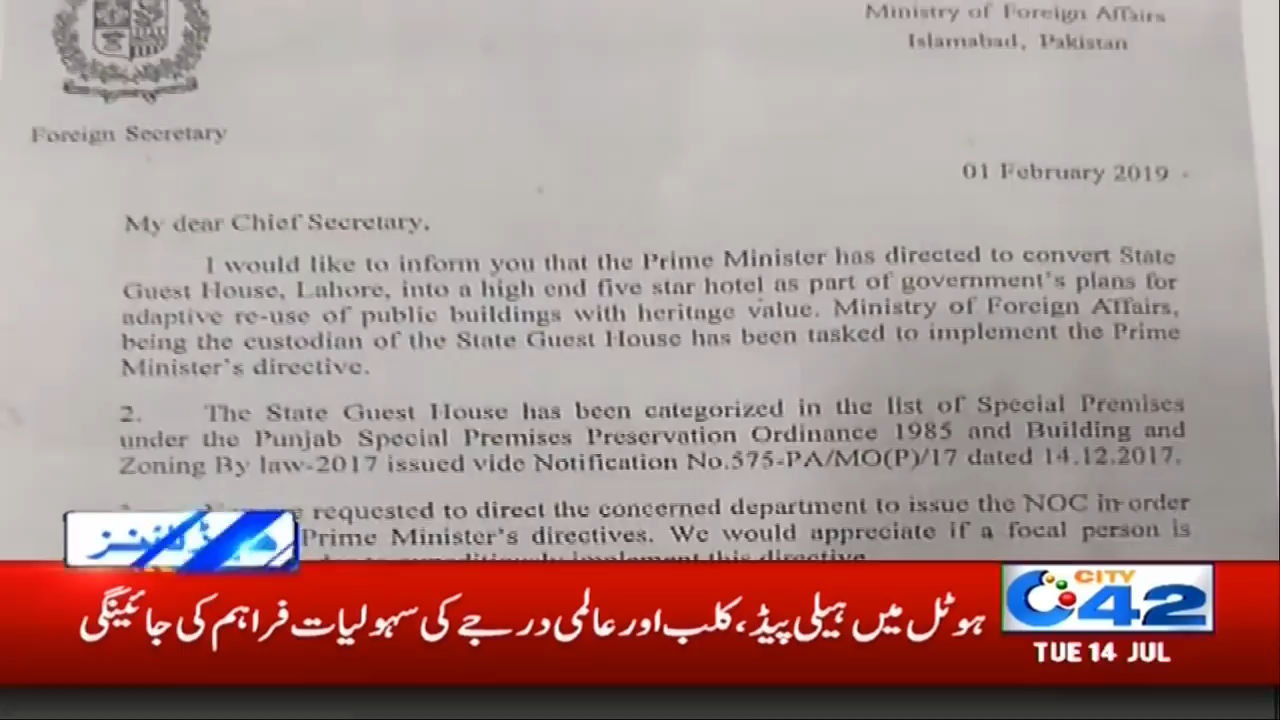 Ministry of Foreign Affairs
Islamabad, Pakistan
Foreign Secretary
01 February 2019
My dear Chief Secretary,
I would like to inform you that the Prime Minister has directed to convert State
Guest House, Lahore, into a high end five star hotel as part of government's plans for
adaptive re-use of public buildings with heritage value. Ministry of Foreign Affairs,
being the custodian of the State Guest House has been tasked to implement the Prime
Minister's directive.
2. The State Guest House has been categorized in the list of Special Premises
under the Punjab Special Premises Preservation Ordinance 1985 and Building and
Zoning By law-2017 issued vide Notification No.575-PA/MO(P)/17 dated 14.12.2017.
requested to direct the concerned department to issue the NOC in order
Prime Minister's directives. We would appreciate if a focal person is
implement this directive
ہیڈلائنز
ہوٹل میں ہیلی پیڈ، کلب اور عالمی درجے کی سہولیات فراہم کی جائینگی
CITY
42
TUE 14 JUL